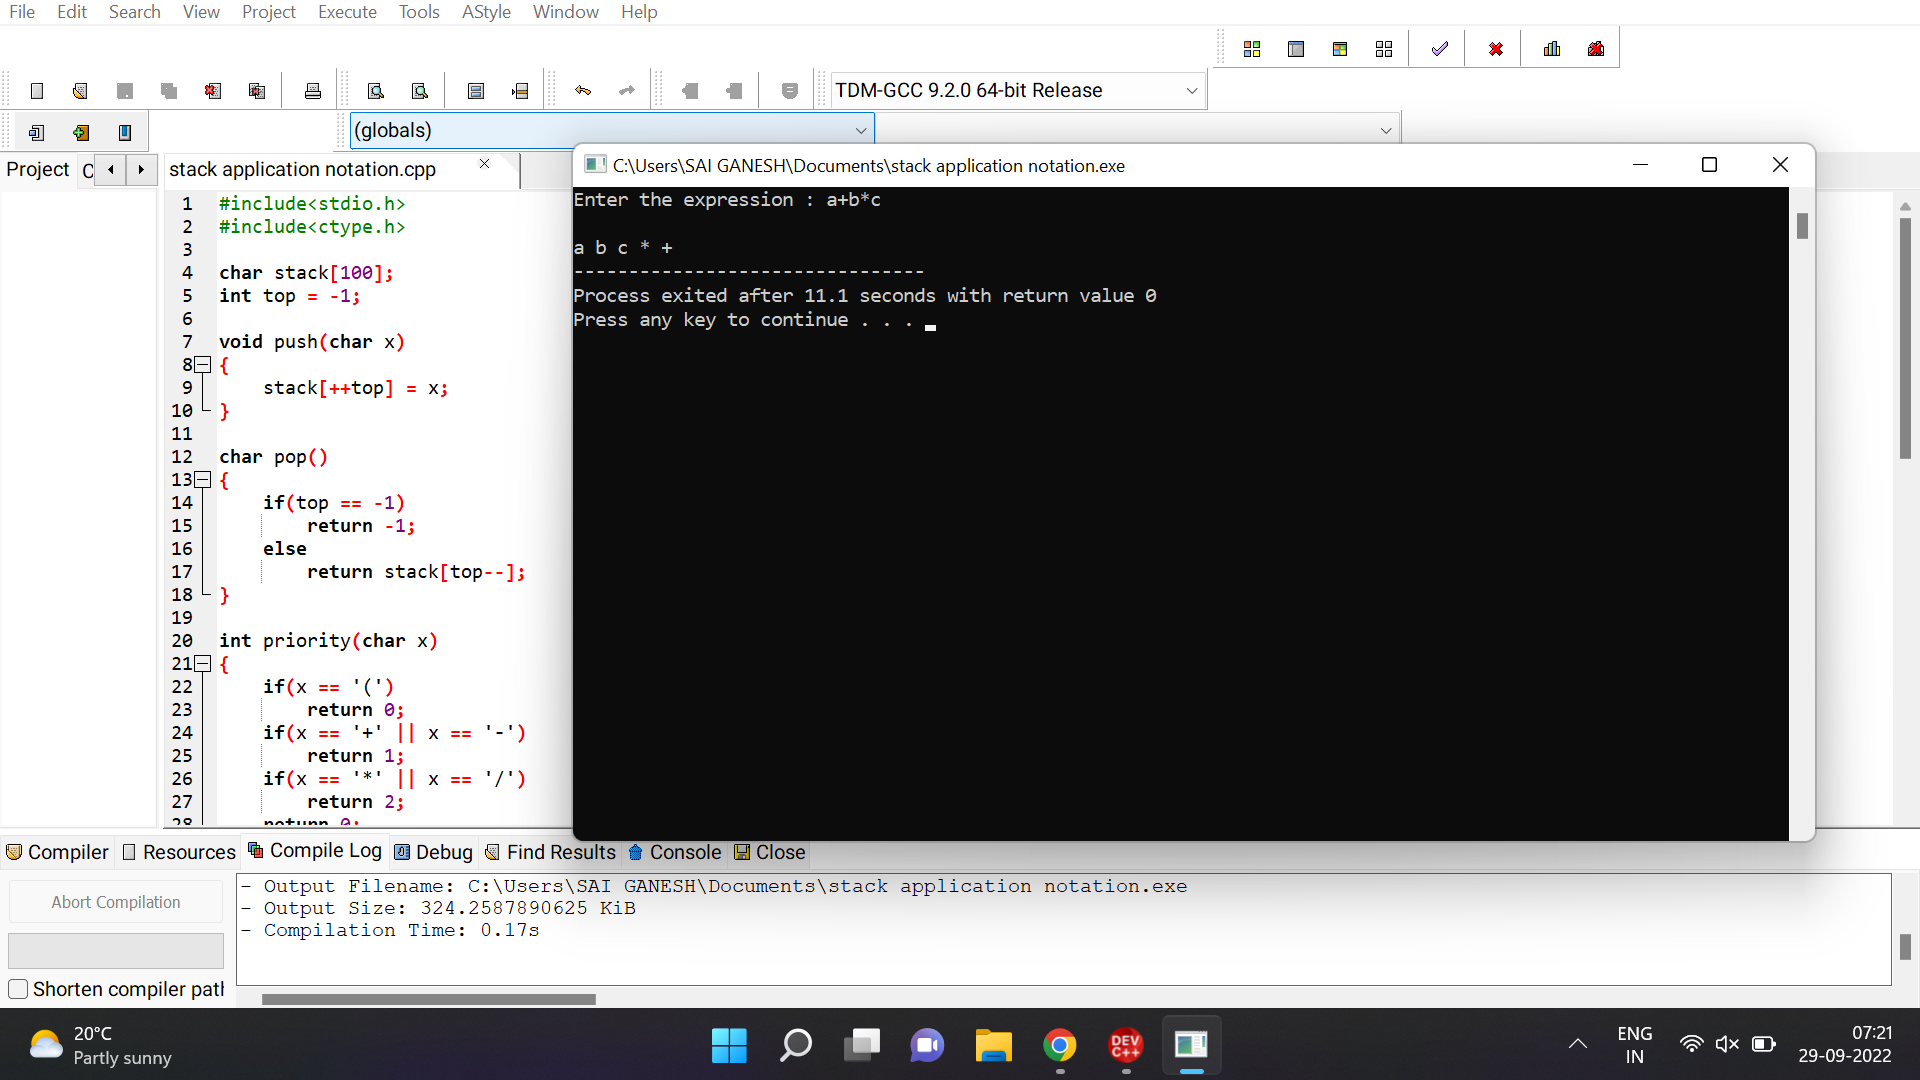 File Edit Search View Project Execute Tools AStyle Window Help
TDM-GCC 9.2.0 64-bit Release
(globals)
Project
stack application notation.cpp
1 #include<stdio.h>
2 #include<ctype.h>
3
4 char stack[100];
5 int top = -1;
6
7 void push(char x)
8 {
9 stack[++top] = x;
10 }
11
12 char pop()
13 {
14 if(top == -1)
15 return -1;
16 else
17 return stack[top--];
18 }
19
20 int priority(char x)
21 {
22 if(x == '(')
23 return 0;
24 if(x == '+' || x == '-')
25 return 1;
26 if(x == '*' || x == '/')
27 return 2;
28 return 0;
C:\Users\SAI GANESH\Documents\stack application notation.exe
Enter the expression : a+b*c
a b c * +
--------------------------------
Process exited after 11.1 seconds with return value 0
Press any key to continue . . .
Compiler Resources Compile Log Debug Find Results Console Close
Abort Compilation
Shorten compiler path
- Output Filename: C:\Users\SAI GANESH\Documents\stack application notation.exe
- Output Size: 324.2587890625 KiB
- Compilation Time: 0.17s
20°C
Partly sunny
DEV
C++
ENG
IN
07:21
29-09-2022